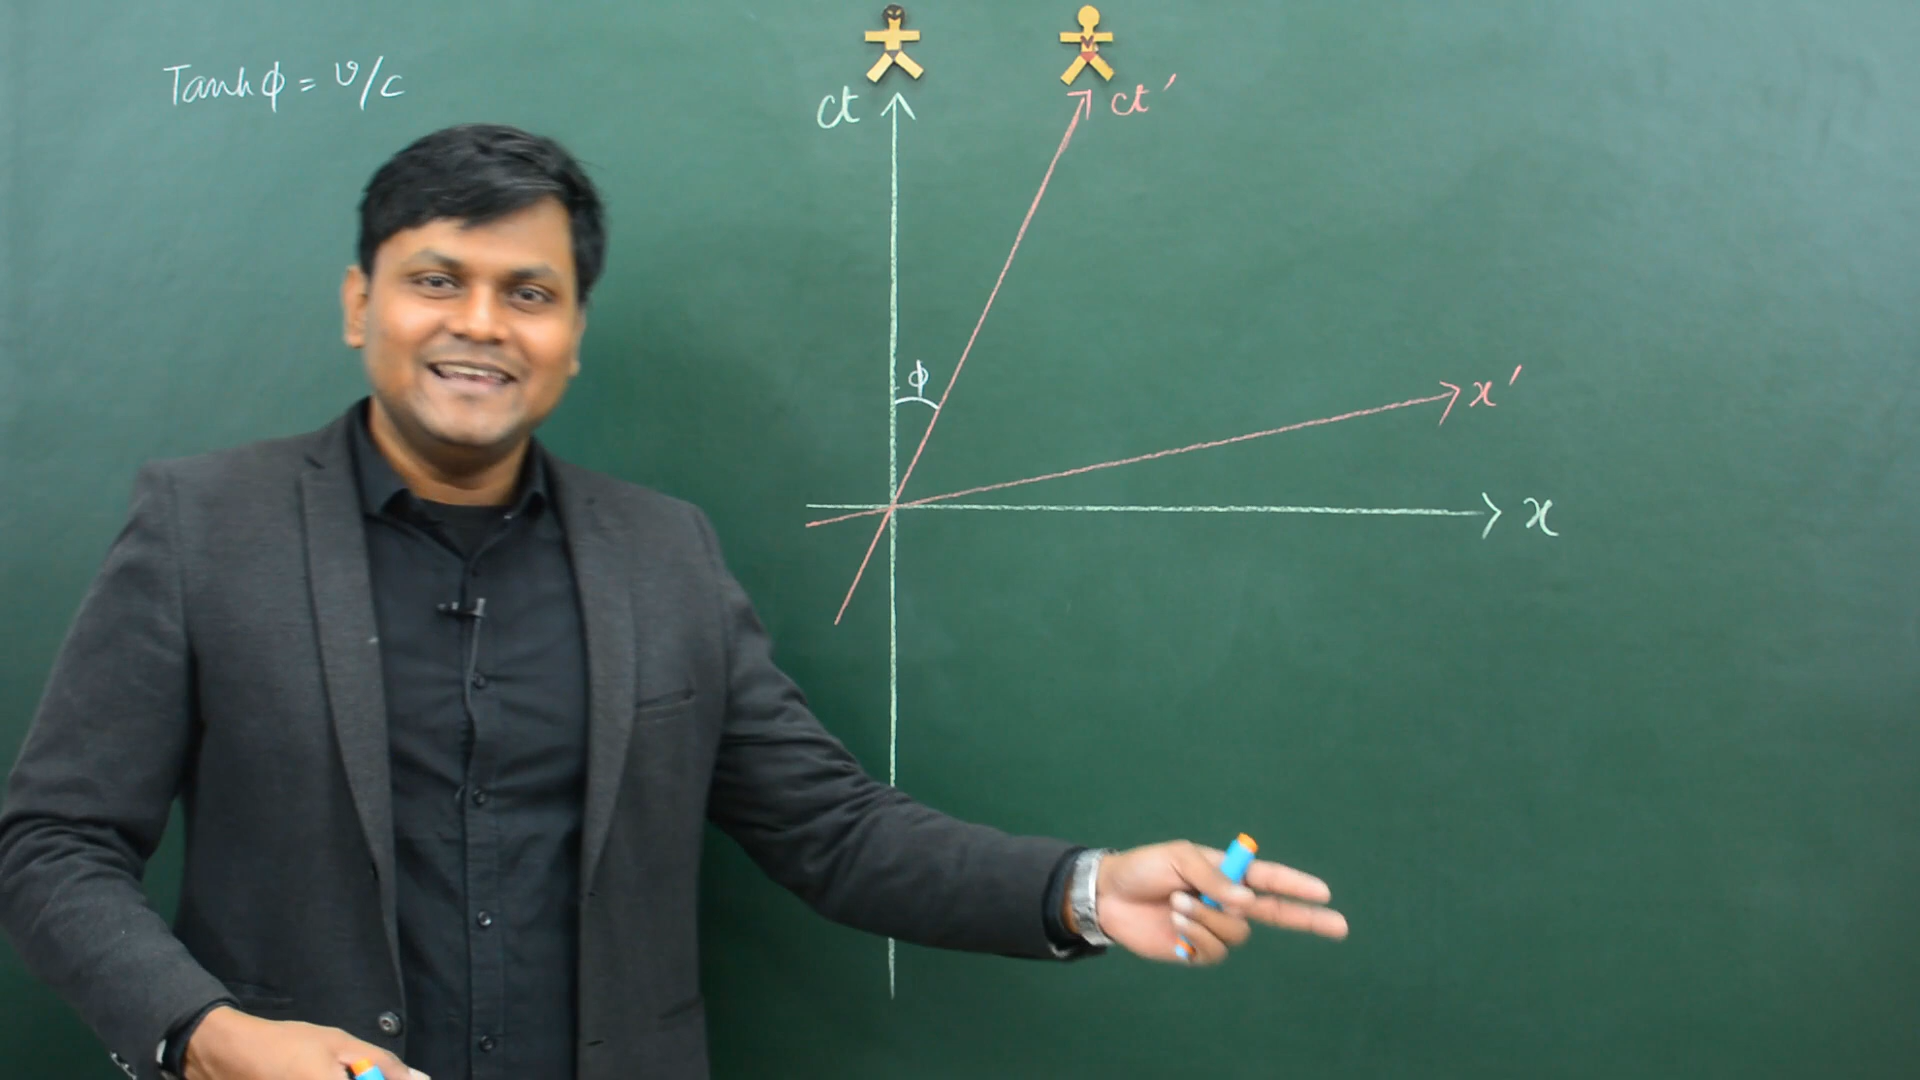 Tanh ϕ = v/c
ct
ct′
ϕ
x′
x